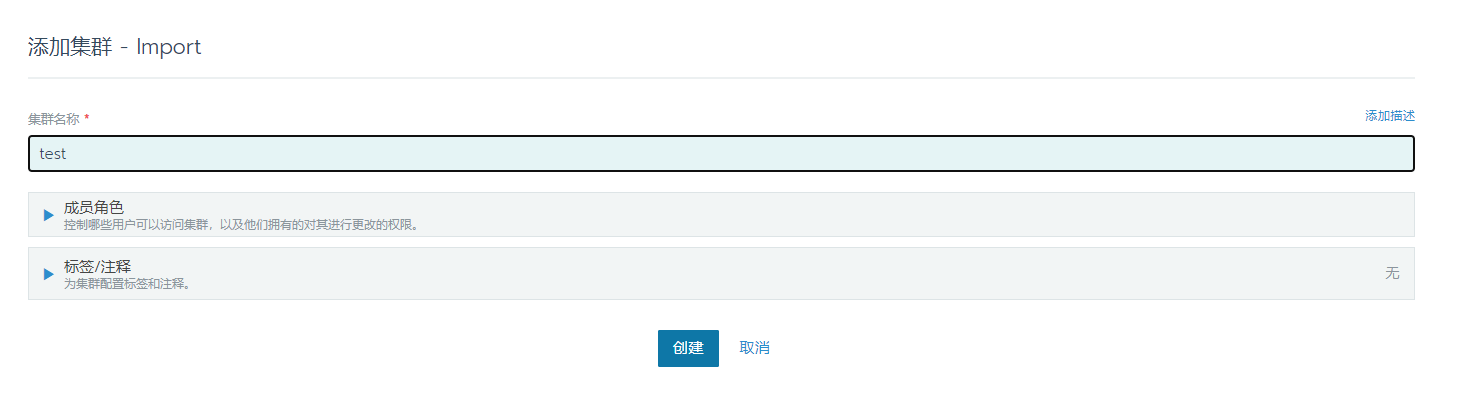 添加集群 - Import
集群名称 *
添加描述
test
成员角色
控制哪些用户可以访问集群，以及他们拥有的对其进行更改的权限。
标签/注释
为集群配置标签和注释。
无
创建
取消